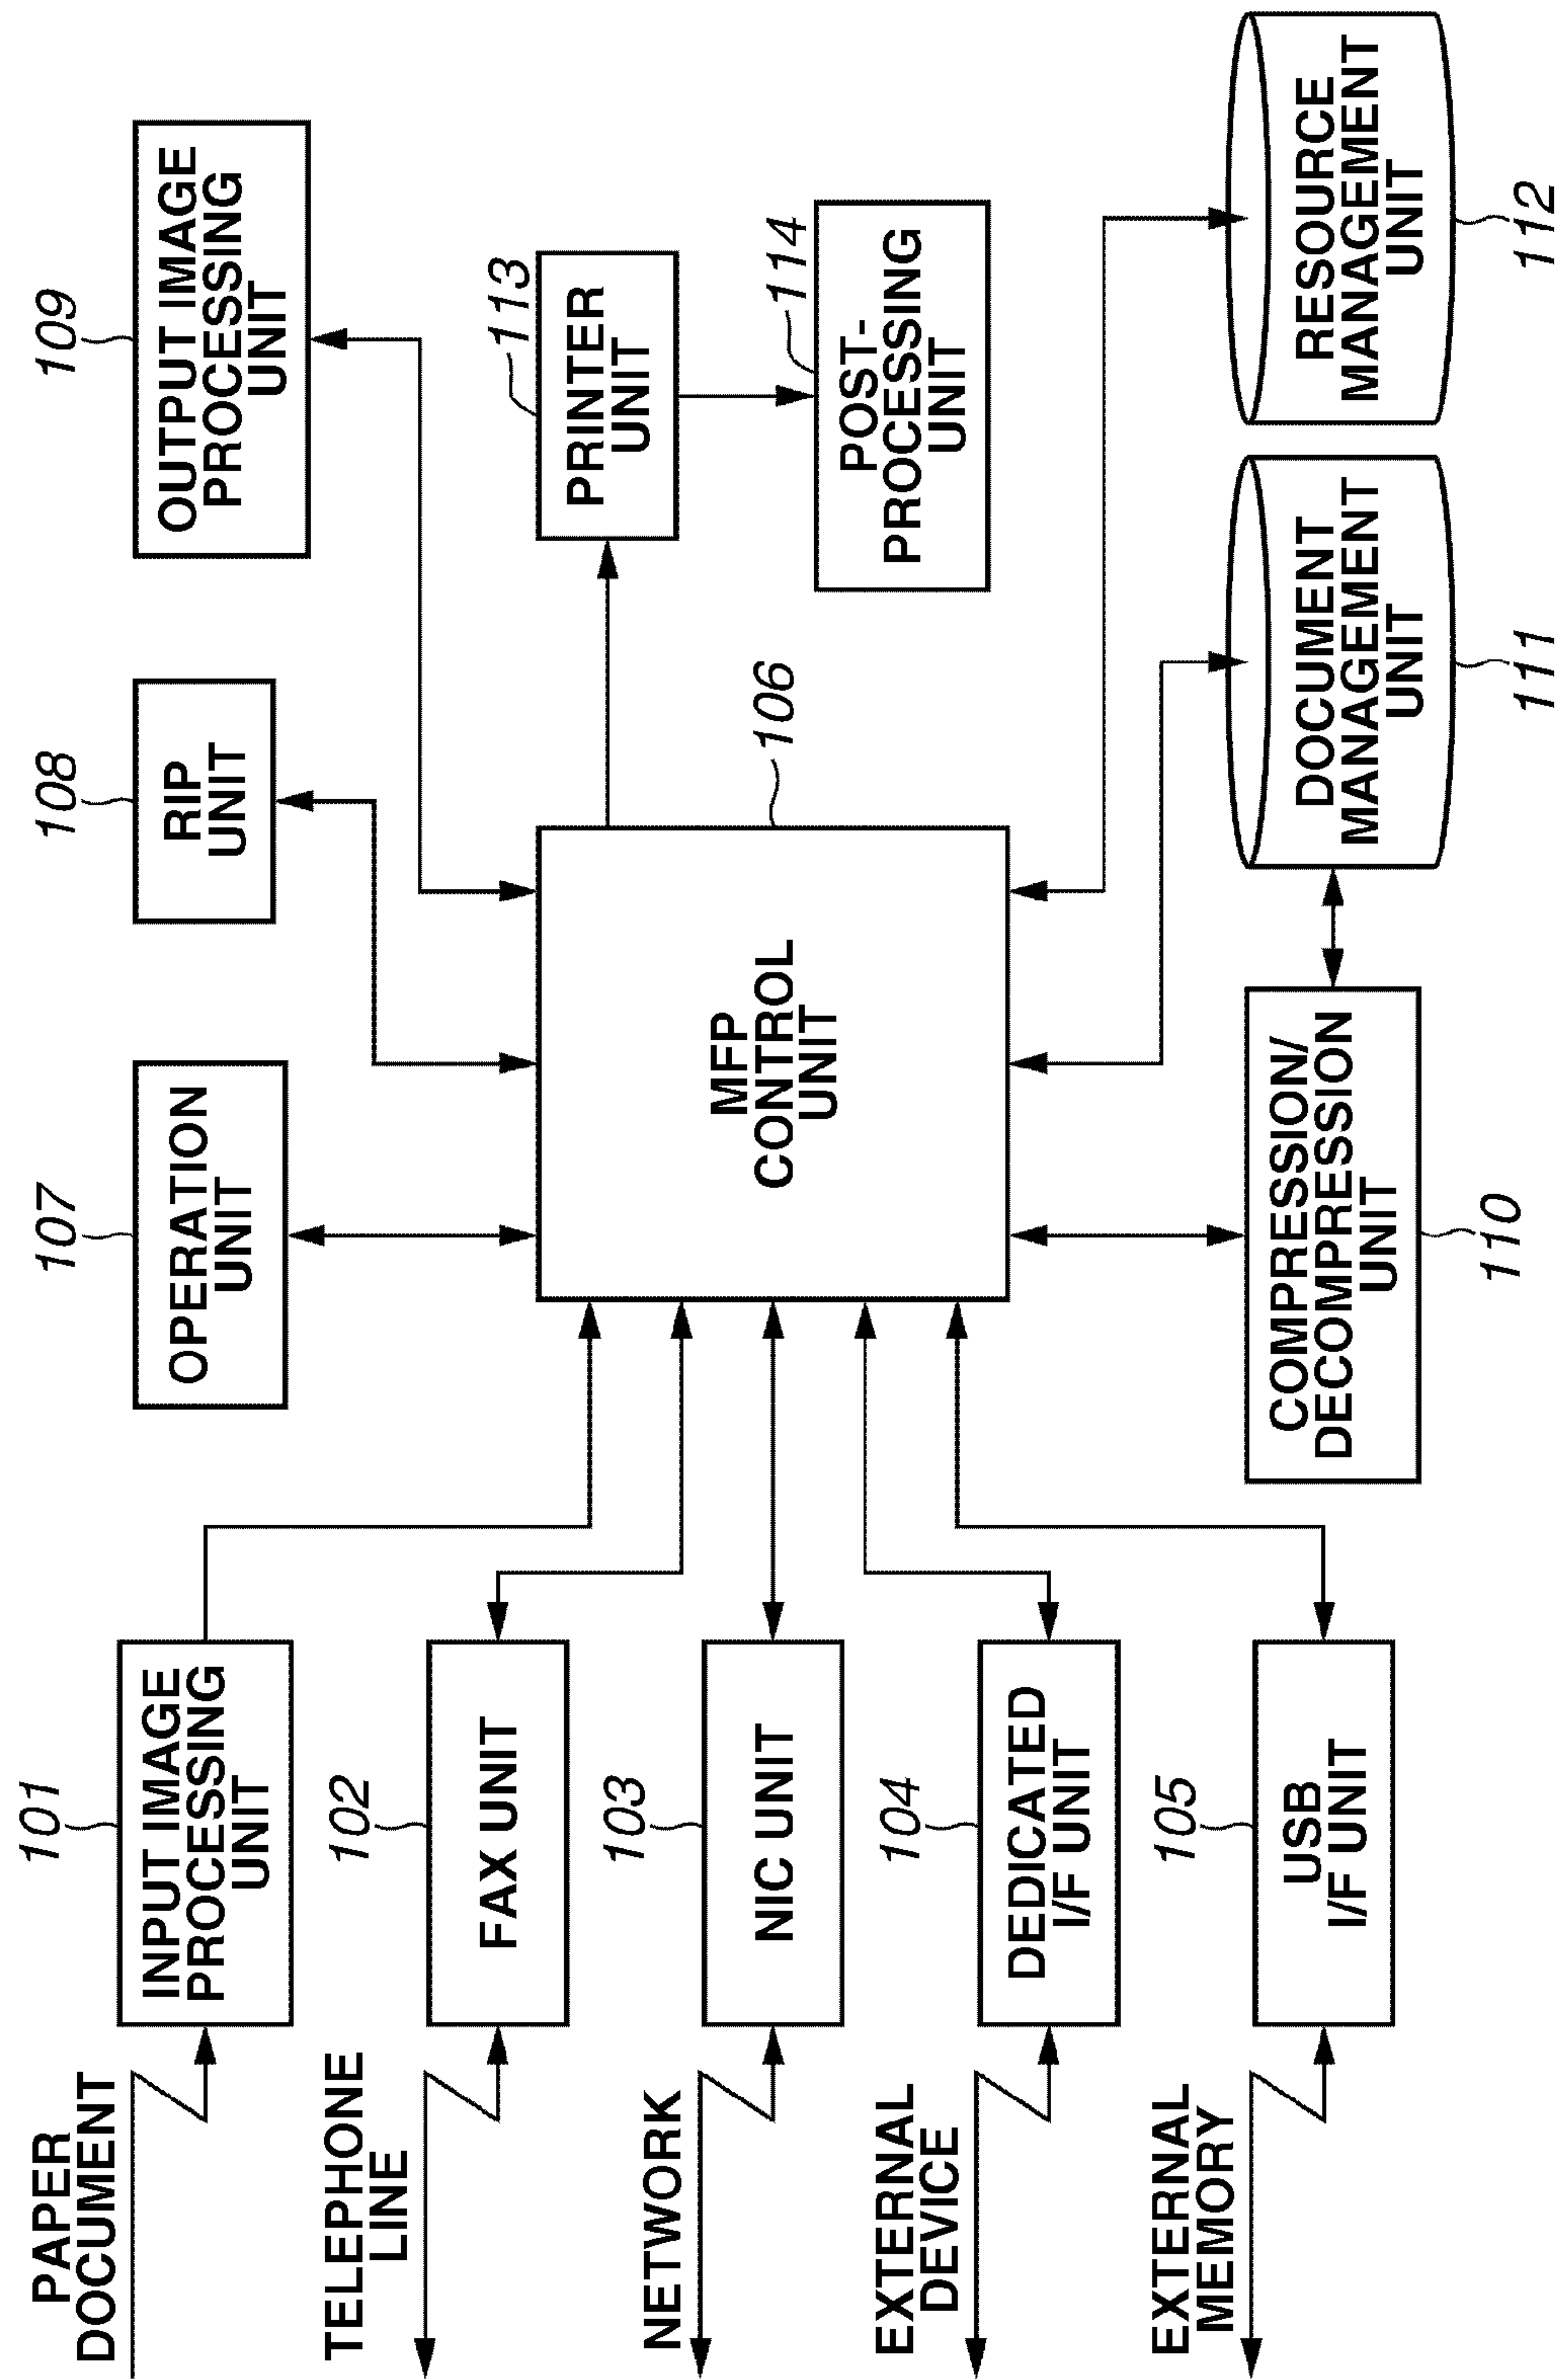 PAPER
DOCUMENT
101
INPUT IMAGE
PROCESSING
UNIT
TELEPHONE
LINE
102
FAX UNIT
NETWORK
103
NIC UNIT
EXTERNAL
DEVICE
104
DEDICATED
I/F UNIT
EXTERNAL
MEMORY
105
USB
I/F UNIT
107
OPERATION
UNIT
108
RIP
UNIT
109
OUTPUT IMAGE
PROCESSING
UNIT
MFP
CONTROL
UNIT
106
113
PRINTER
UNIT
114
POST-
PROCESSING
UNIT
COMPRESSION/
DECOMPRESSION
UNIT
110
DOCUMENT
MANAGEMENT
UNIT
111
RESOURCE
MANAGEMENT
UNIT
112